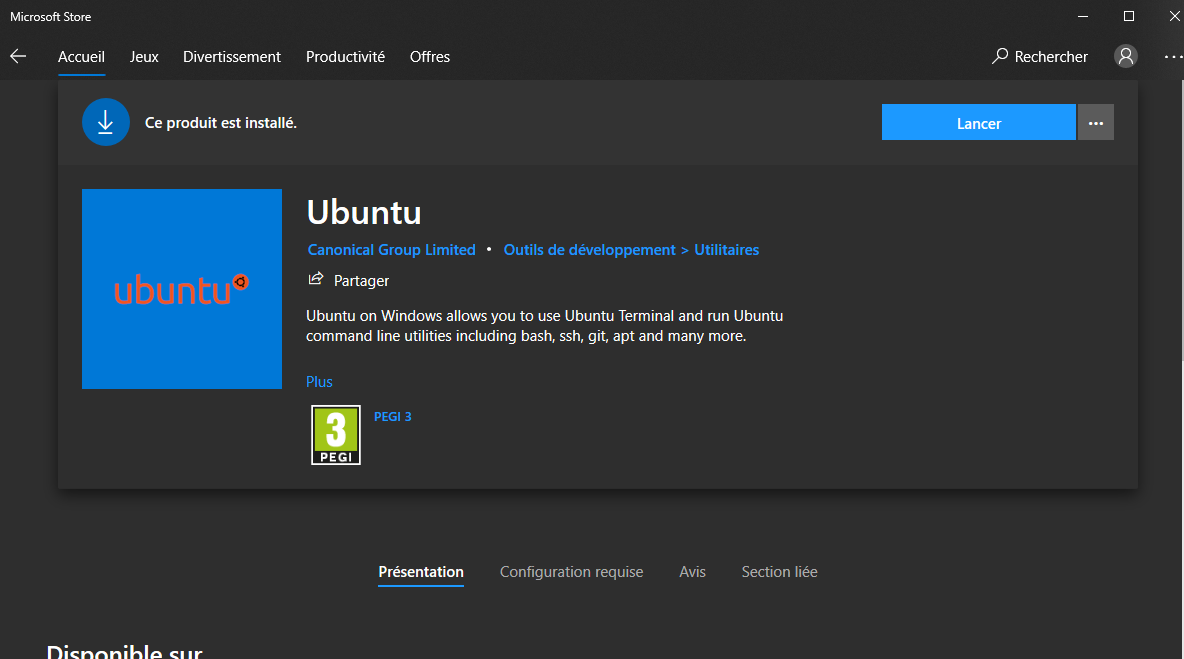 Microsoft Store
Accueil Jeux Divertissement Productivité Offres Rechercher
Ce produit est installé.
Lancer
ubuntu
Ubuntu
Canonical Group Limited • Outils de développement > Utilitaires
Partager
Ubuntu on Windows allows you to use Ubuntu Terminal and run Ubuntu
command line utilities including bash, ssh, git, apt and many more.
Plus
3
PEGI
PEGI 3
Présentation Configuration requise Avis Section liée
Disponible sur